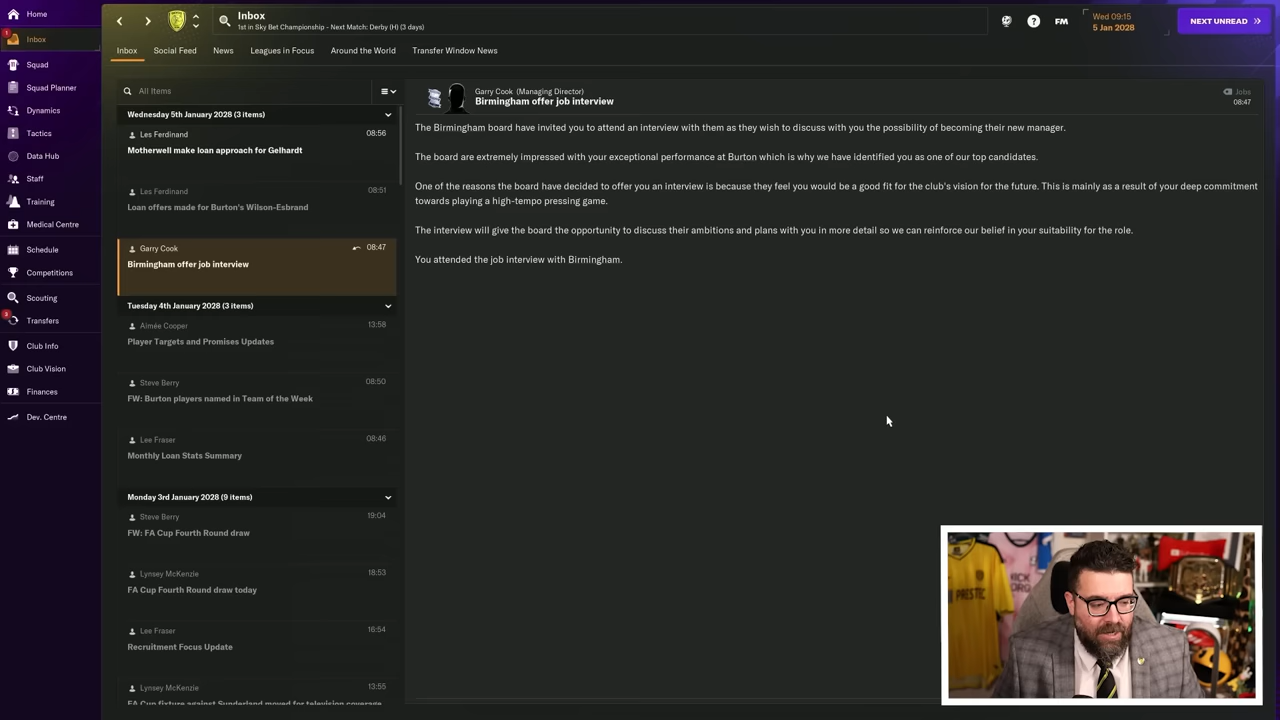 Home
1
Inbox
Squad
Squad Planner
Dynamics
Tactics
Data Hub
Staff
Training
Medical Centre
Schedule
Competitions
Scouting
3
Transfers
Club Info
Club Vision
Finances
Dev. Centre
Inbox
1st in Sky Bet Championship - Next Match: Derby (H) (3 days)
FM
Wed 09:15
5 Jan 2028
NEXT UNREAD
Inbox
Social Feed
News
Leagues in Focus
Around the World
Transfer Window News
All Items
Wednesday 5th January 2028 (3 items)
Les Ferdinand
08:56
Motherwell make loan approach for Gelhardt
Les Ferdinand
08:51
Loan offers made for Burton's Wilson-Esbrand
Garry Cook
08:47
Birmingham offer job interview
Tuesday 4th January 2028 (3 items)
Aimée Cooper
13:58
Player Targets and Promises Updates
Steve Berry
08:50
FW: Burton players named in Team of the Week
Lee Fraser
08:46
Monthly Loan Stats Summary
Monday 3rd January 2028 (9 items)
Steve Berry
19:04
FW: FA Cup Fourth Round draw
Lynsey McKenzie
18:53
FA Cup Fourth Round draw today
Lee Fraser
16:54
Recruitment Focus Update
Lynsey McKenzie
13:55
FA Cup fixture against Sunderland moved for television coverage
Garry Cook (Managing Director)
Birmingham offer job interview
Jobs
08:47
The Birmingham board have invited you to attend an interview with them as they wish to discuss with you the possibility of becoming their new manager.
The board are extremely impressed with your exceptional performance at Burton which is why we have identified you as one of our top candidates.
One of the reasons the board have decided to offer you an interview is because they feel you would be a good fit for the club's vision for the future. This is mainly as a result of your deep commitment
towards playing a high-tempo pressing game.
The interview will give the board the opportunity to discuss their ambitions and plans with you in more detail so we can reinforce our belief in your suitability for the role.
You attended the job interview with Birmingham.
PRESTIC